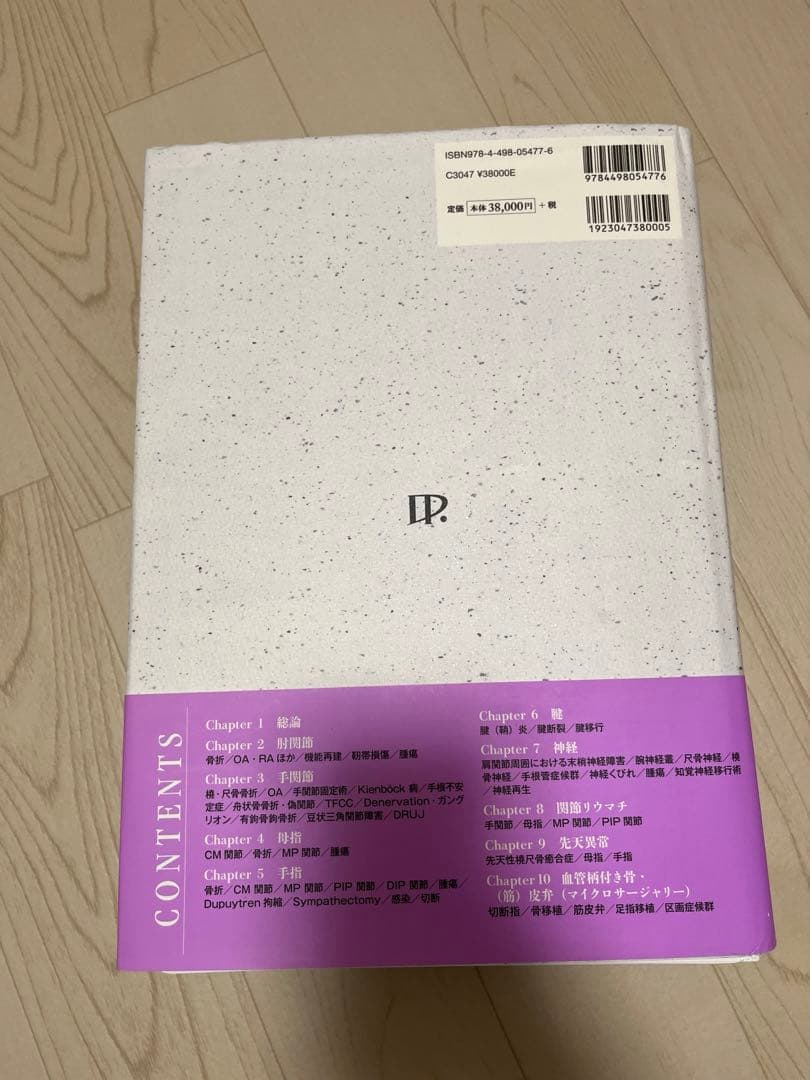 ISBN978-4-498-05477-6
C3047 ¥38000E
定価 本体38,000円 + 税
9784498054776
1923047380005
CONTENTS
Chapter 1 総論
Chapter 2 肘関節
骨折／OA・RAほか／機能再建／靭帯損傷／腫瘍
Chapter 3 手関節
橈・尺骨骨折／OA／手関節固定術／Kienböck 病／手根不安
定症／舟状骨骨折・偽関節／TFCC／Denervation・ガング
リオン／有鉤骨鉤骨折／豆状三角関節障害／DRUJ
Chapter 4 母指
CM 関節／骨折／MP 関節／腫瘍
Chapter 5 手指
骨折／CM 関節／MP 関節／PIP 関節／DIP 関節／腫瘍／
Dupuytren 拘縮／Sympathectomy／感染／切断
Chapter 6 腱
腱（鞘）炎／腱断裂／腱移行
Chapter 7 神経
肩関節周囲における末梢神経障害／腕神経叢／尺骨神経／橈
骨神経／手根管症候群／神経くびれ／腫瘍／知覚神経移行術
／神経再生
Chapter 8 関節リウマチ
手関節／母指／MP 関節／PIP 関節
Chapter 9 先天異常
先天性橈尺骨癒合症／母指／手指
Chapter 10 血管柄付き骨・
（筋）皮弁（マイクロサージャリー）
切断指／骨移植／筋皮弁／足指移植／区画症候群